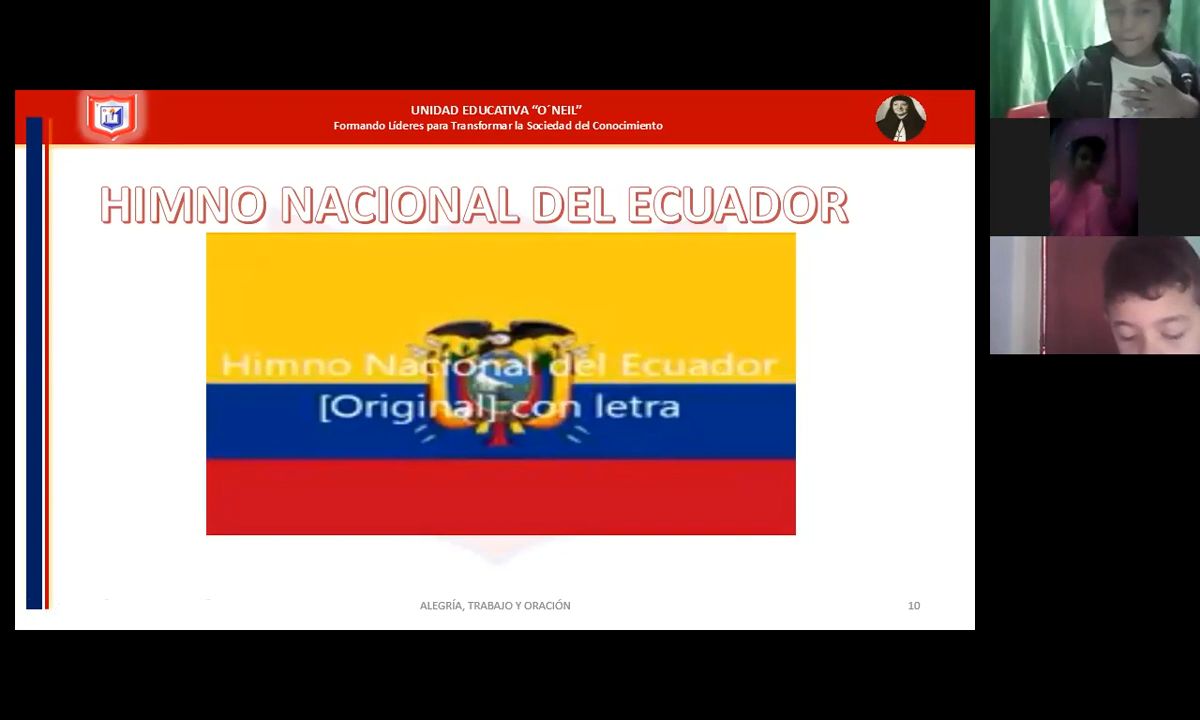 UNIDAD EDUCATIVA “O´NEIL”
Formando Líderes para Transformar la Sociedad del Conocimiento
HIMNO NACIONAL DEL ECUADOR
Himno Nacional del Ecuador
[Original] con letra
ALEGRÍA, TRABAJO Y ORACIÓN
10